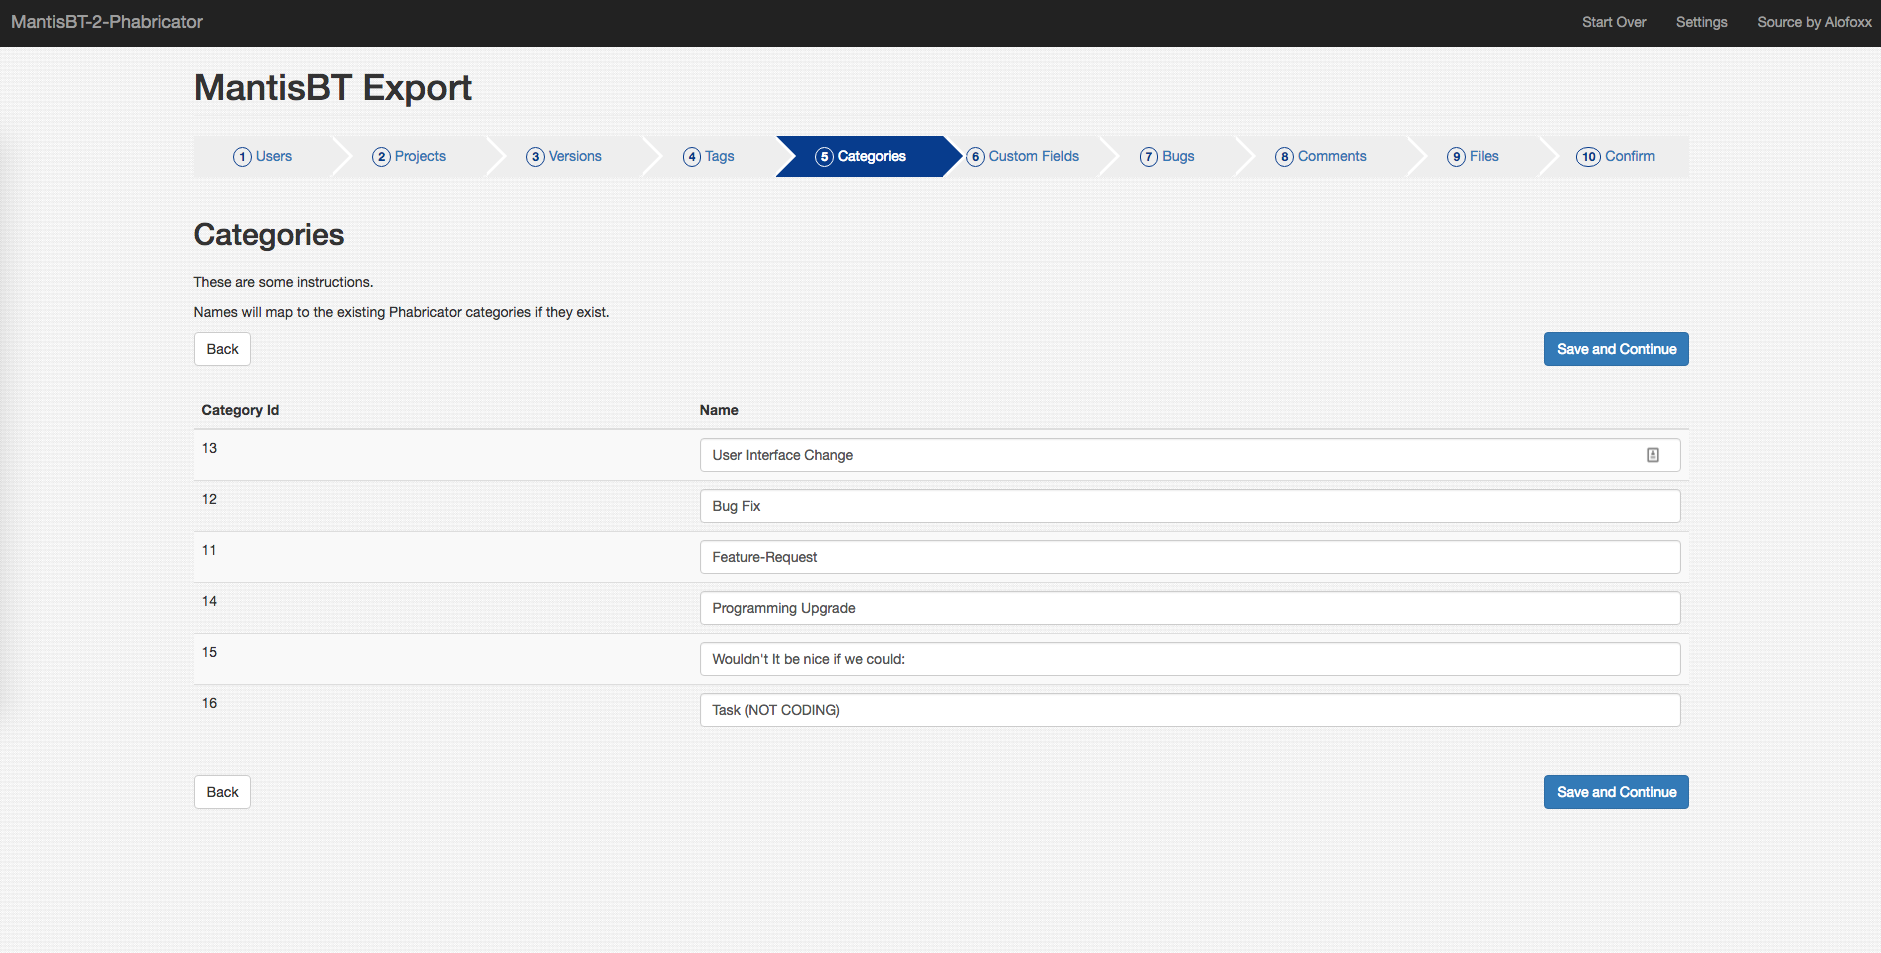 MantisBT-2-Phabricator Start Over Settings Source by Alofoxx
MantisBT Export
1 Users 2 Projects 3 Versions 4 Tags 5 Categories 6 Custom Fields 7 Bugs 8 Comments 9 Files 10 Confirm
Categories
These are some instructions.
Names will map to the existing Phabricator categories if they exist.
Back Save and Continue
Category Id Name
13 User Interface Change
12 Bug Fix
11 Feature-Request
14 Programming Upgrade
15 Wouldn't It be nice if we could:
16 Task (NOT CODING)
Back Save and Continue